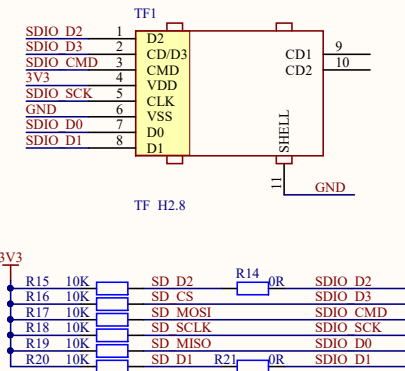 TF1
SDIO_D2 1 D2
SDIO_D3 2 CD/D3 CD1 9
SDIO_CMD 3 CMD CD2 10
3V3 4 VDD
SDIO_SCK 5 CLK
GND 6 VSS
SDIO_D0 7 D0
SDIO_D1 8 D1
SHELL
11 GND
TF_H2.8
3V3
R15 10K SD_D2 R14 0R SDIO_D2
R16 10K SD_CS SDIO_D3
R17 10K SD_MOSI SDIO_CMD
R18 10K SD_SCLK SDIO_SCK
R19 10K SD_MISO SDIO_D0
R20 10K SD_D1 R21 0R SDIO_D1